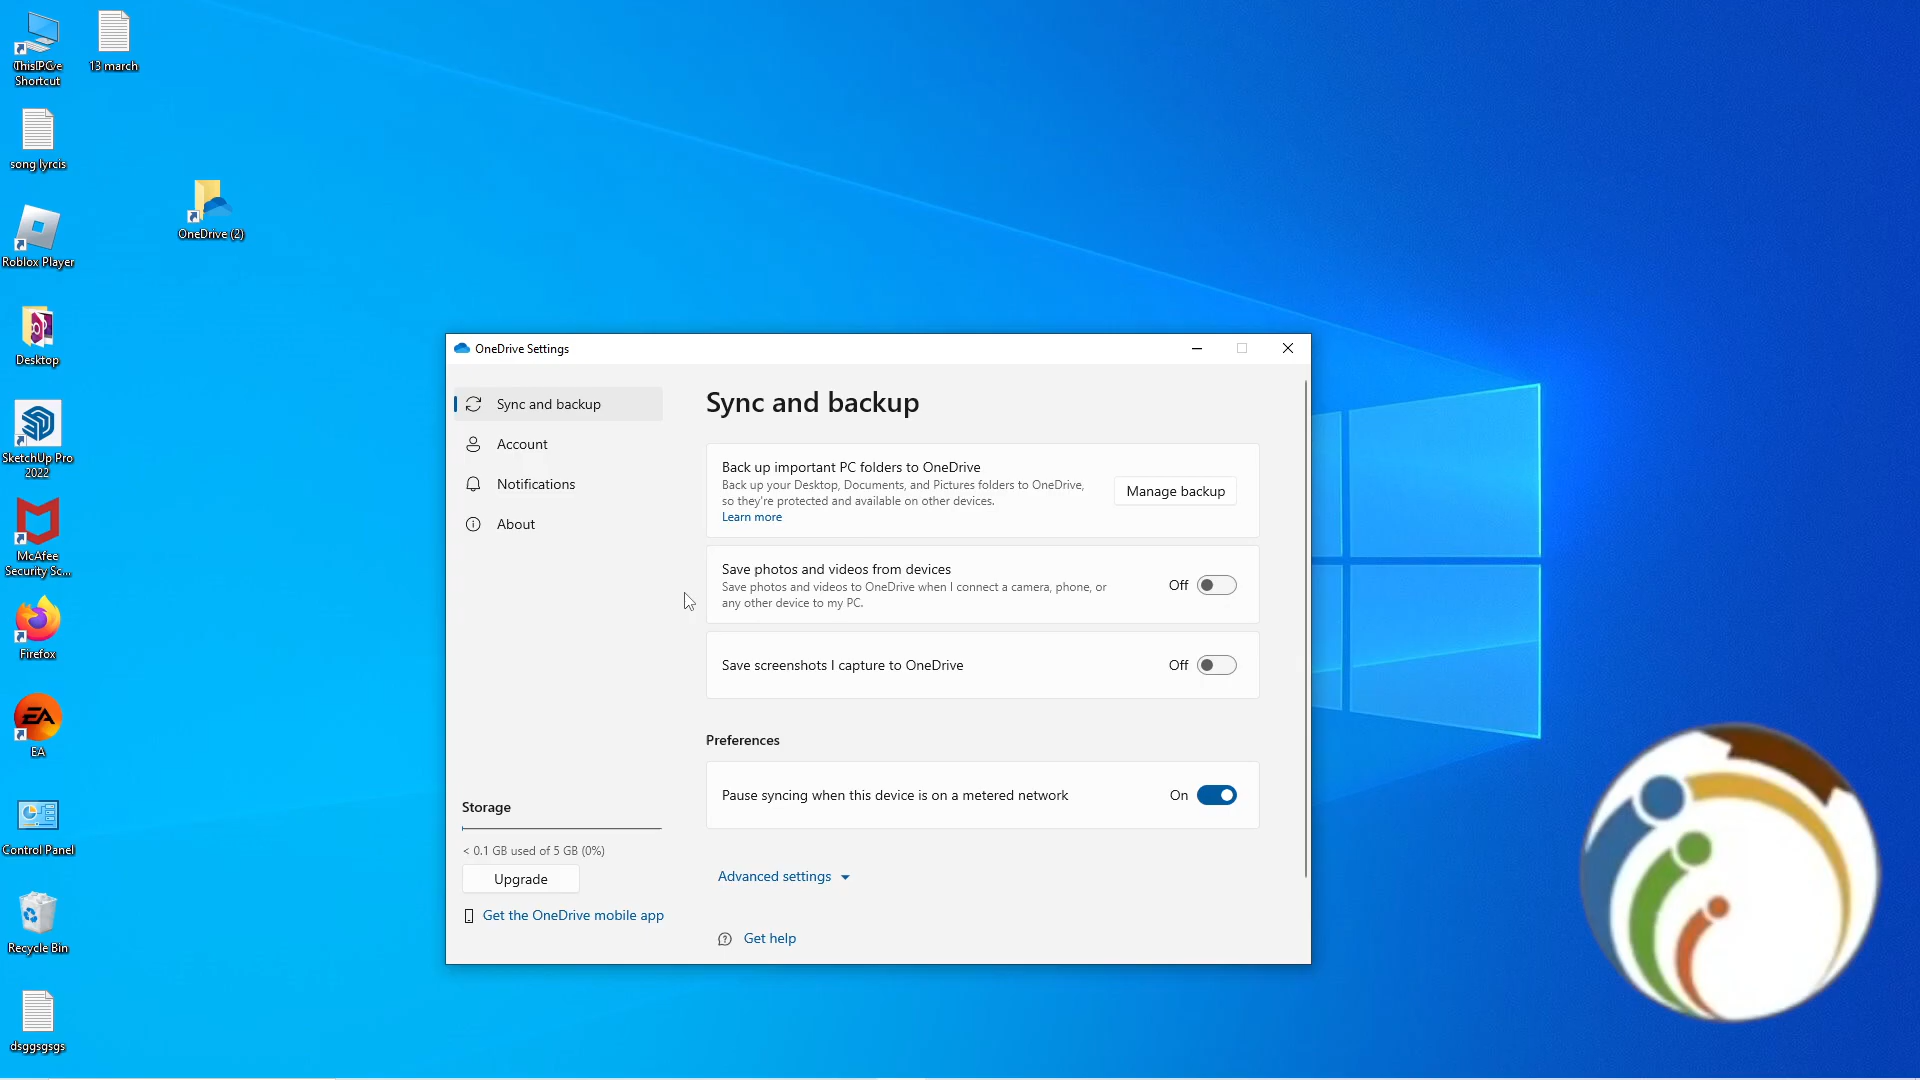 Shortcut
13 march
song lyrcis
Roblox Player
OneDrive (2)
Desktop
SketchUp Pro
2022
McAfee
Security Sc...
Firefox
EA
Control Panel
Recycle Bin
dsggsgsgs
OneDrive Settings
Sync and backup
Account
Notifications
About
Storage
< 0.1 GB used of 5 GB (0%)
Upgrade
Get the OneDrive mobile app
Sync and backup
Back up important PC folders to OneDrive
Back up your Desktop, Documents, and Pictures folders to OneDrive,
so they're protected and available on other devices.
Learn more
Manage backup
Save photos and videos from devices
Save photos and videos to OneDrive when I connect a camera, phone, or
any other device to my PC.
Off
Save screenshots I capture to OneDrive
Off
Preferences
Pause syncing when this device is on a metered network
On
Advanced settings
Get help